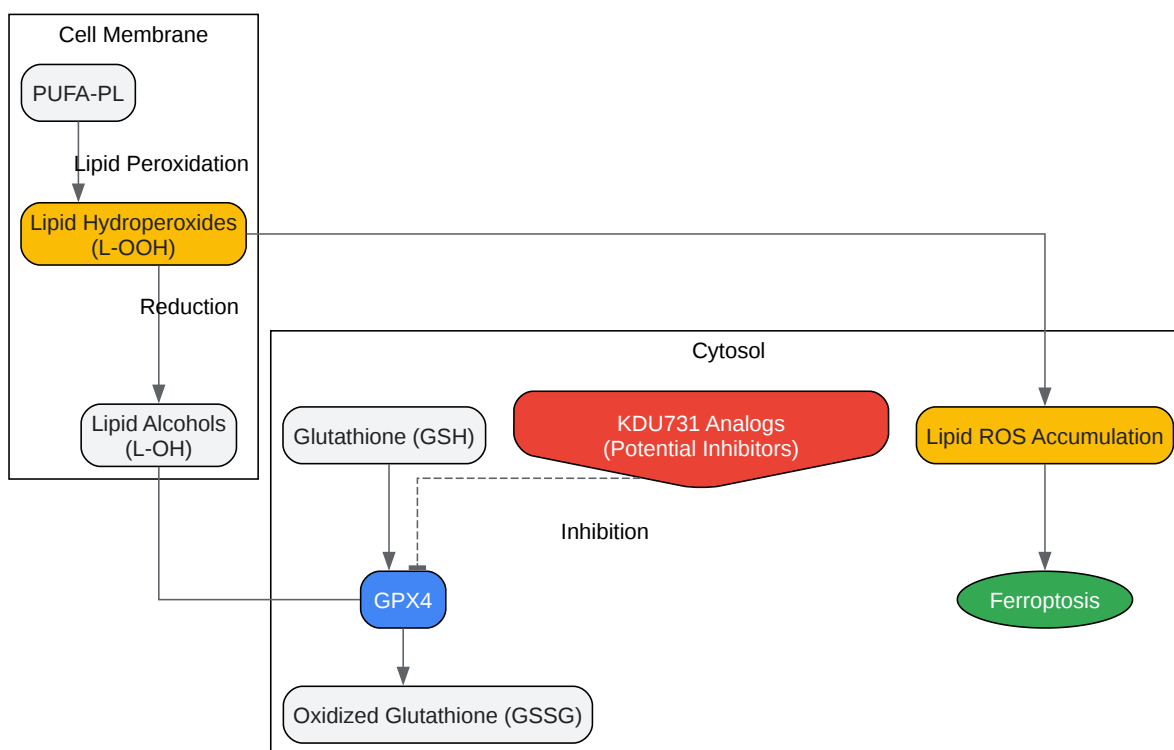 Cell Membrane
PUFA-PL
Lipid Peroxidation
Lipid Hydroperoxides
(L-OOH)
Reduction
Lipid Alcohols
(L-OH)
Cytosol
Glutathione (GSH)
KDU731 Analogs
(Potential Inhibitors)
Lipid ROS Accumulation
Inhibition
GPX4
Ferroptosis
Oxidized Glutathione (GSSG)